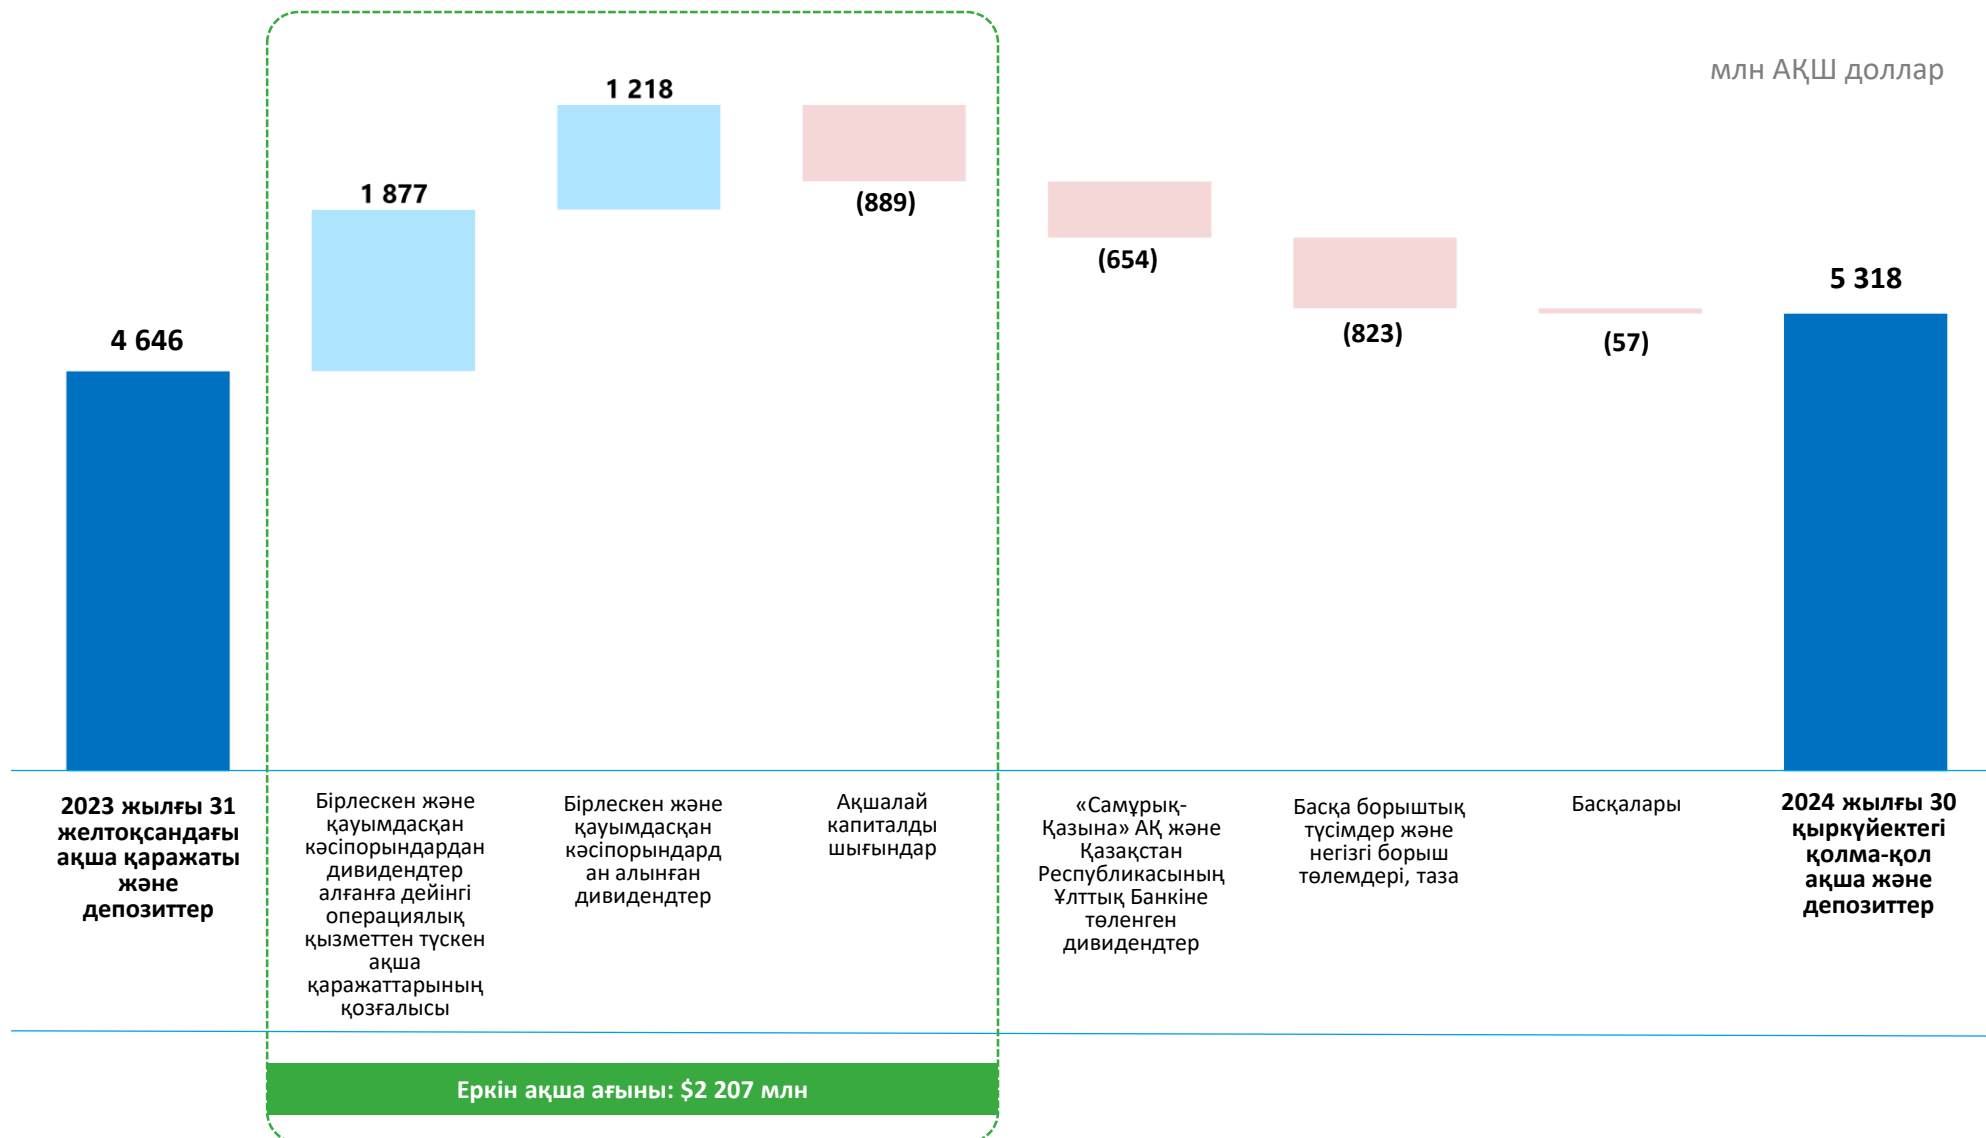 млн АҚШ доллар
4 646
1 877
1 218
(889)
(654)
(823)
(57)
5 318
2023 жылғы 31
желтоқсандағы
ақша қаражаты
және
депозиттер
Бірлескен және
қауымдасқан
кәсіпорындардан
дивидендтер
алғанға дейінгі
операциялық
қызметтен түскен
ақша
қаражаттарының
қозғалысы
Бірлескен және
қауымдасқан
кәсіпорындард
ан алынған
дивидендтер
Ақшалай
капиталды
шығындар
«Самұрық-
Қазына» АҚ және
Қазақстан
Республикасының
Ұлттық Банкіне
төленген
дивидендтер
Басқа борыштық
түсімдер және
негізгі борыш
төлемдері, таза
Басқалары
2024 жылғы 30
қыркүйектегі
қолма-қол
ақша және
депозиттер
Еркін ақша ағыны: $2 207 млн